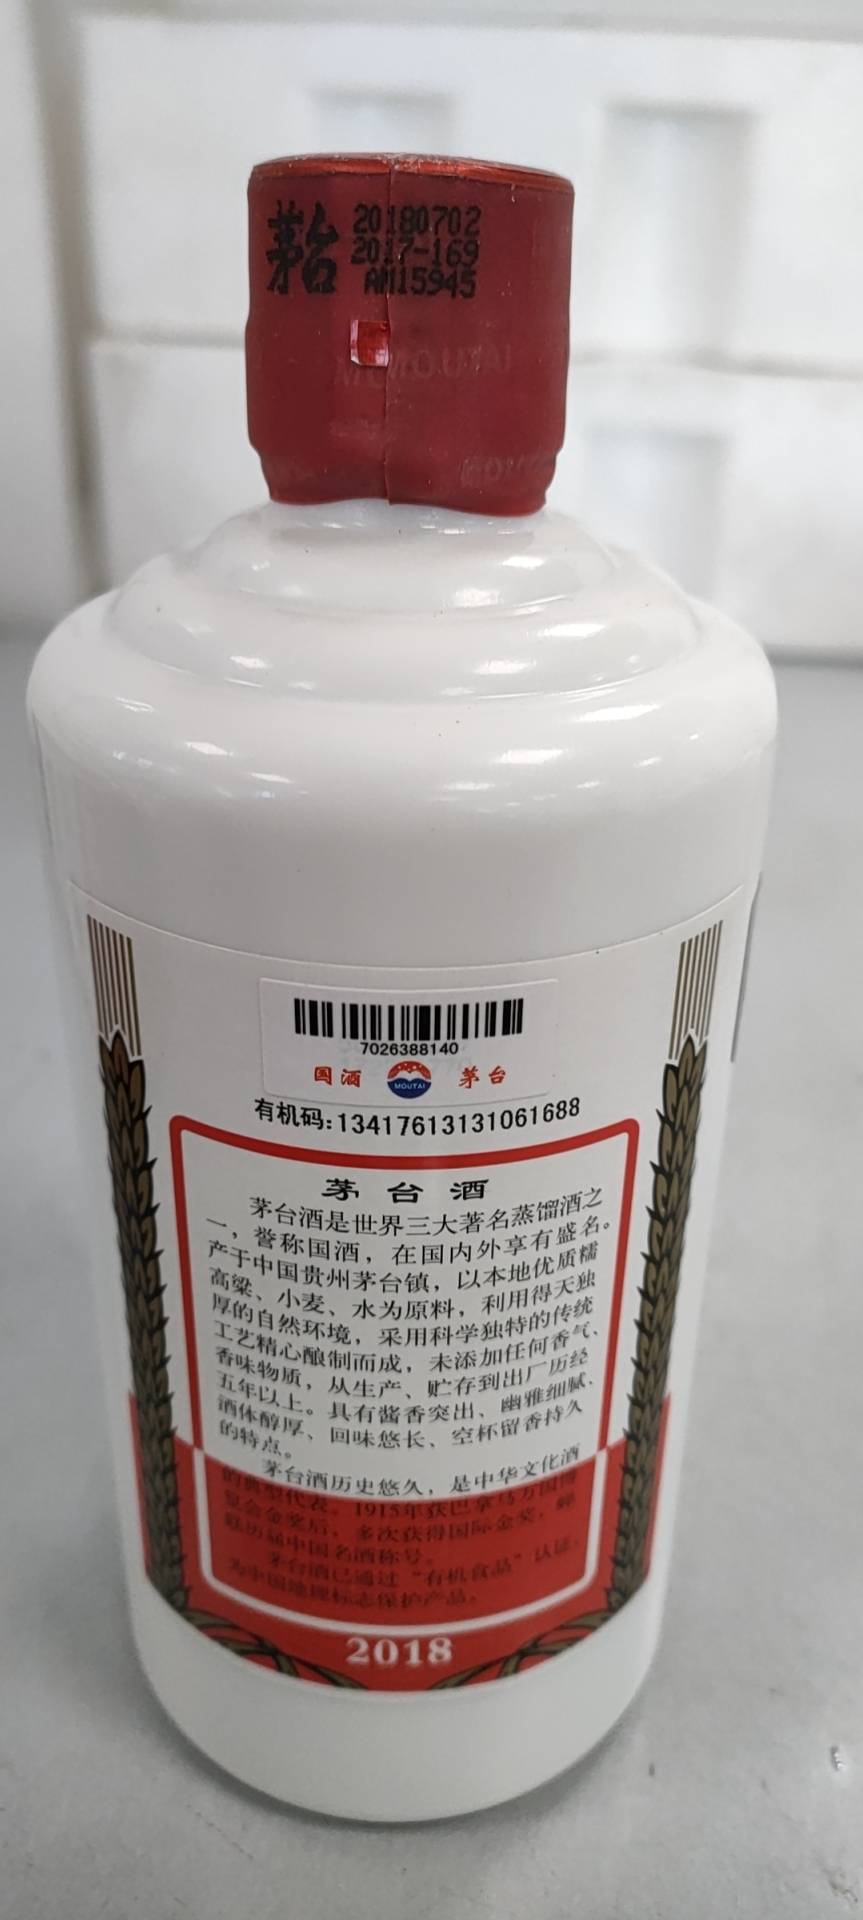 茅台
20180702
2017-169
AM15945
7026388140
国酒
MOUTAI
茅台
有机码:13417613131061688
茅台酒
茅台酒是世界三大著名蒸馏酒之
一，誉称国酒，在国内外享有盛名。
产于中国贵州茅台镇，以本地优质糯
高粱、小麦、水为原料，利用得天独
厚的自然环境，采用科学独特的传统
工艺精心酿制而成，未添加任何香气、
香味物质，从生产、贮存到出厂历经
五年以上。具有酱香突出、幽雅细腻、
酒体醇厚、回味悠长、空杯留香持久
的特点。
茅台酒历史悠久，是中华文化酒
的典型代表。1915年获巴拿马万国博
览会金奖后，多次获得国际金奖，蝉
联历届中国名酒称号。
茅台酒已通过“有机食品”认证，
为中国地理标志保护产品。
2018